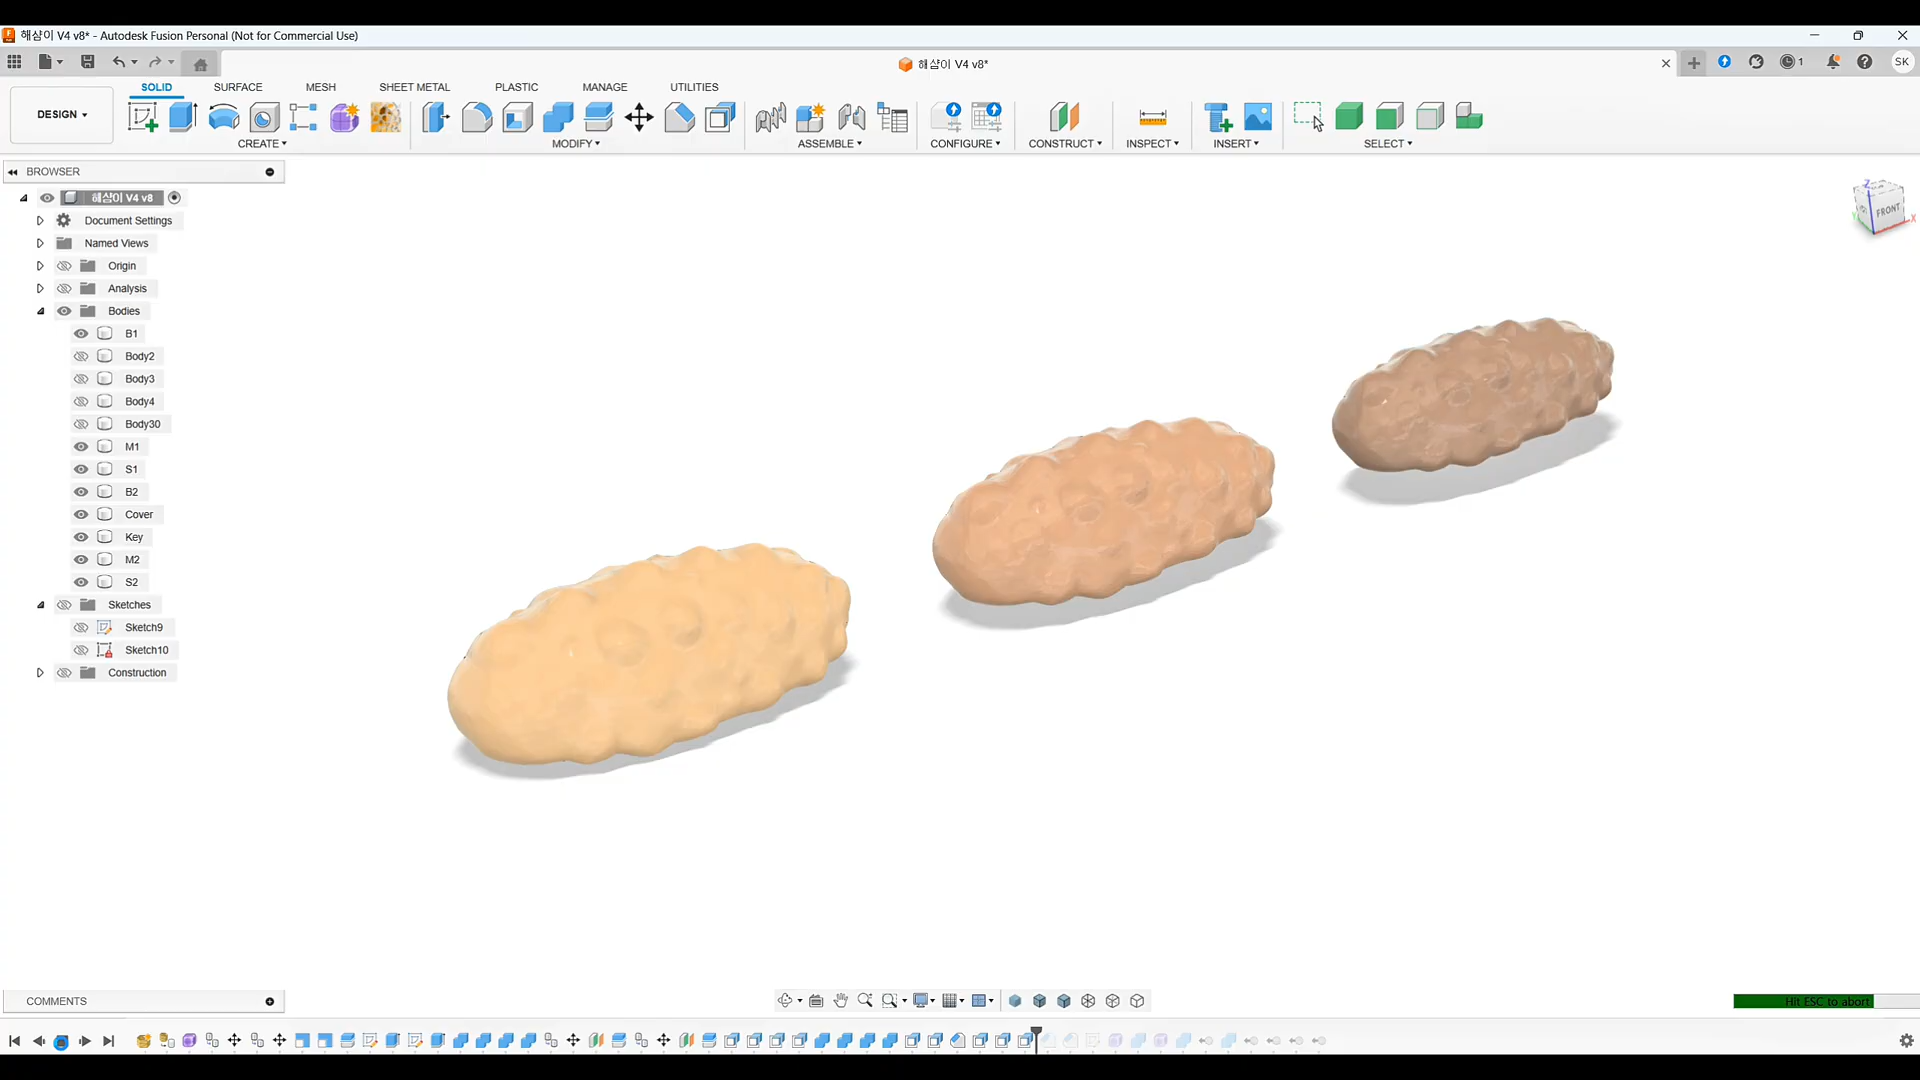 해삼이 V4 v8* - Autodesk Fusion Personal (Not for Commercial Use)
해삼이 V4 v8*
1
SK
DESIGN
SOLID SURFACE MESH SHEET METAL PLASTIC MANAGE UTILITIES
CREATE MODIFY ASSEMBLE CONFIGURE CONSTRUCT INSPECT INSERT SELECT
BROWSER
해삼이 V4 v8
Document Settings
Named Views
Origin
Analysis
Bodies
B1
Body2
Body3
Body4
Body30
M1
S1
B2
Cover
Key
M2
S2
Sketches
Sketch9
Sketch10
Construction
Z
FRONT
X
COMMENTS
Hit ESC to abort